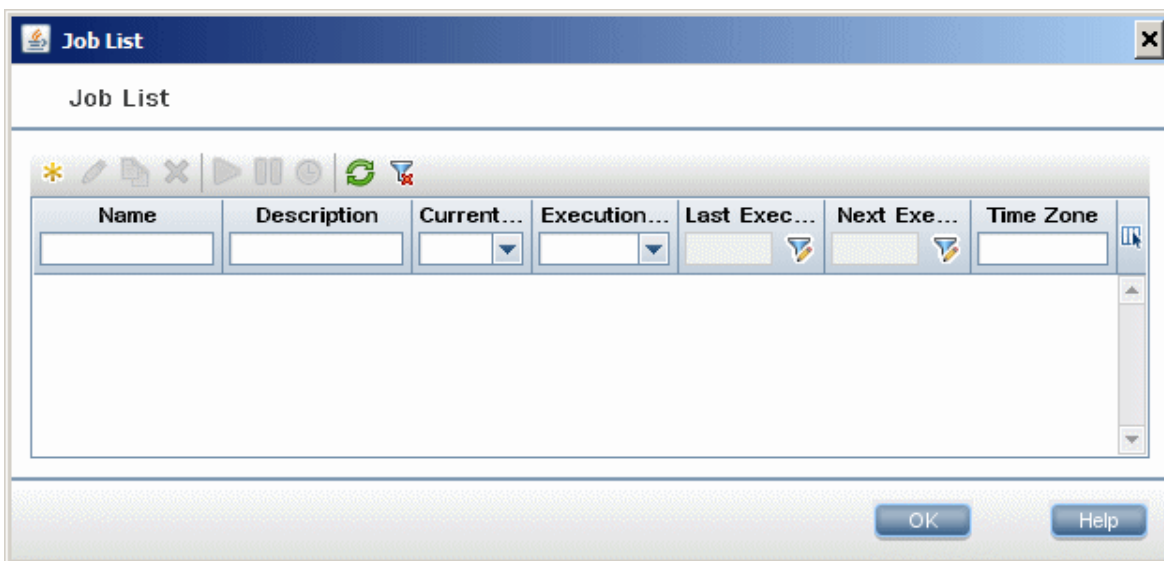 Job List
Job List
Name Description Current... Execution... Last Exec... Next Exe... Time Zone
OK Help